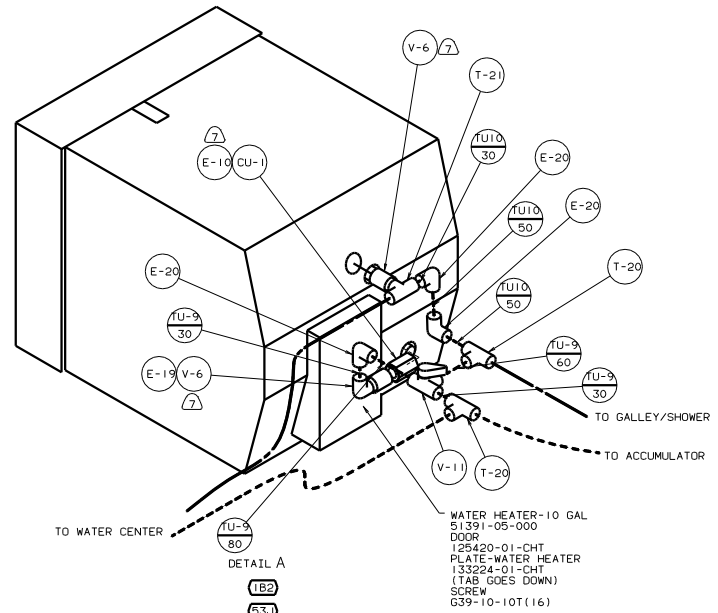 V-6 7
T-21
7
E-10 CU-1
TU10
30
E-20
TU10
50
E-20
E-20
TU10
50
T-20
TU-9
30
TU-9
60
E-19 V-6
7
TU-9
30
TO GALLEY/SHOWER
TO ACCUMULATOR
V-11
T-20
TO WATER CENTER
TU-9
80
WATER HEATER-10 GAL
51391-05-000
DOOR
125420-01-CHT
PLATE-WATER HEATER
133224-01-CHT
(TAB GOES DOWN)
SCREW
G39-10-10T(16)
DETAIL A
1B2
53J